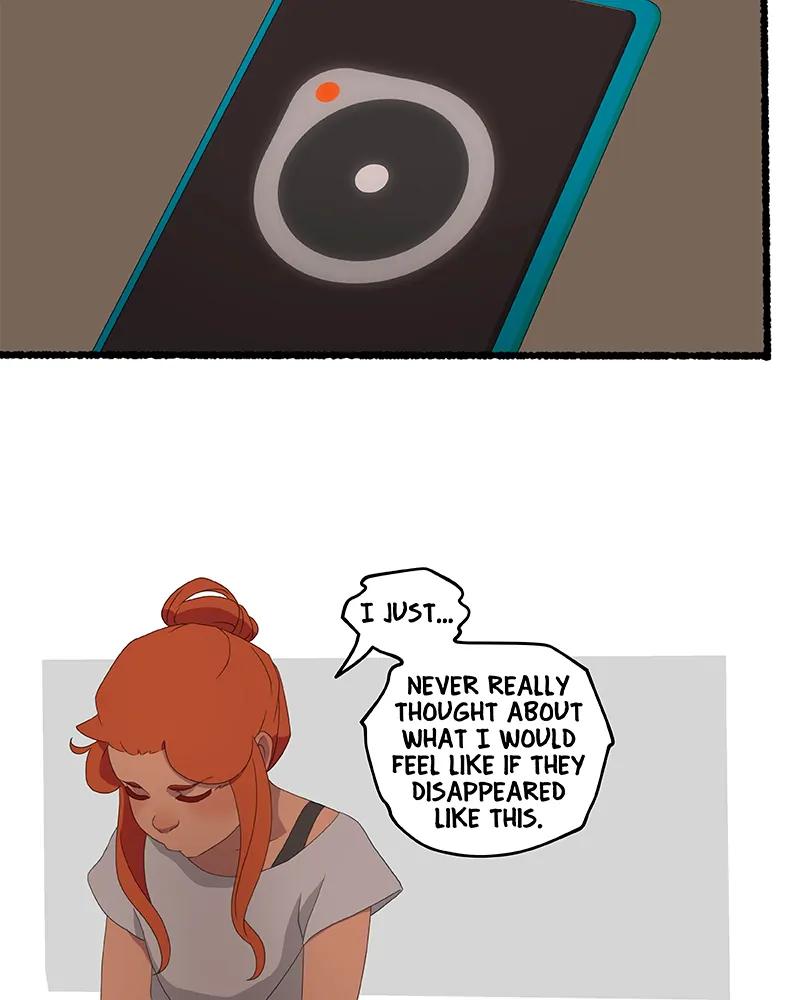 I JUST...
NEVER REALLY
THOUGHT ABOUT
WHAT I WOULD
FEEL LIKE IF THEY
DISAPPEARED
LIKE THIS.